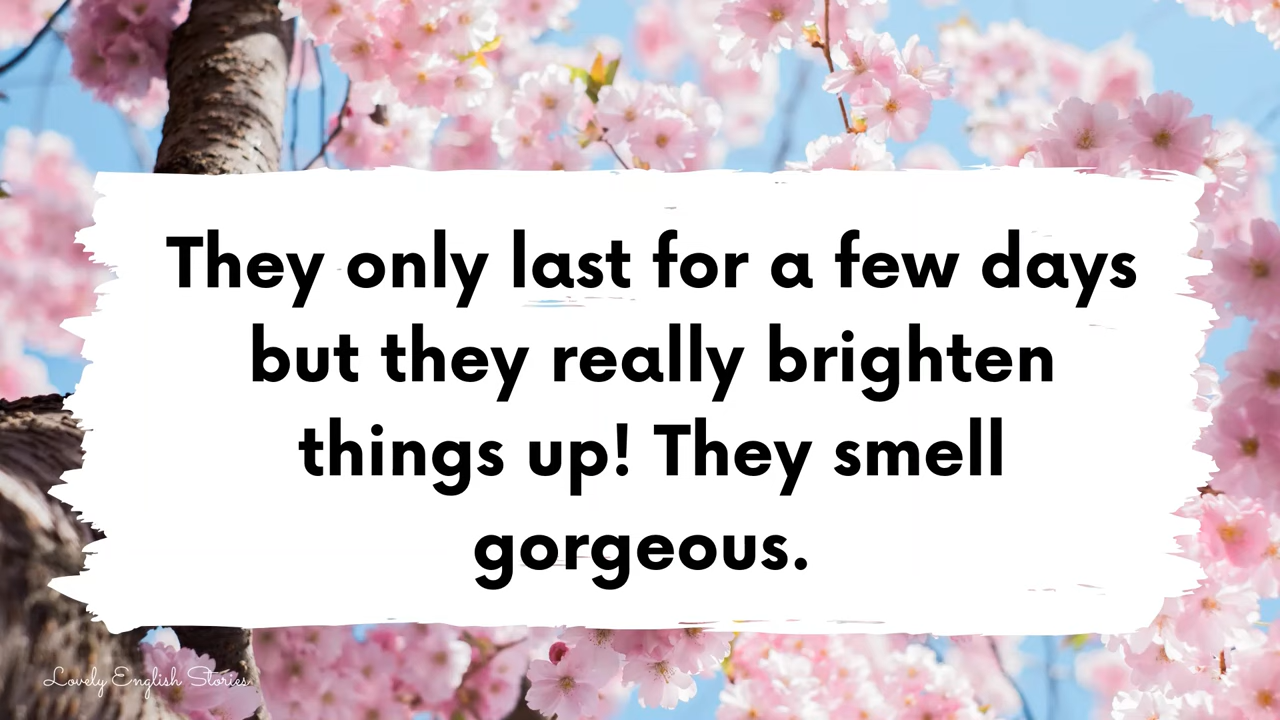 They only last for a few days
but they really brighten
things up! They smell
gorgeous.
Lovely English Stories